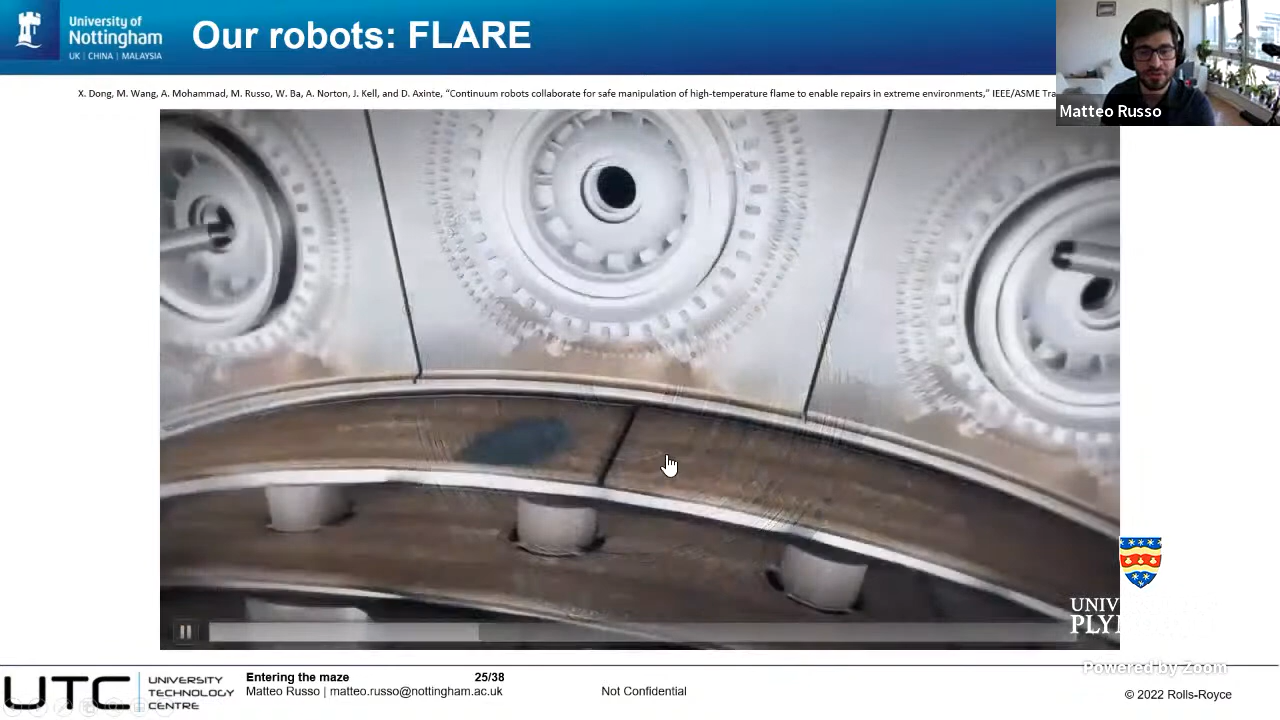 University of
Nottingham
UK | CHINA | MALAYSIA
Our robots: FLARE
X. Dong, M. Wang, A. Mohammad, M. Russo, W. Ba, A. Norton, J. Kell, and D. Axinte, “Continuum robots collaborate for safe manipulation of high-temperature flame to enable repairs in extreme environments,” IEEE/ASME Tra
Matteo Russo
UNIV
PLY
Powered by Zoom
UTC
UNIVERSITY
TECHNOLOGY
CENTRE
Entering the maze 25/38
Matteo Russo | matteo.russo@nottingham.ac.uk
Not Confidential
© 2022 Rolls-Royce